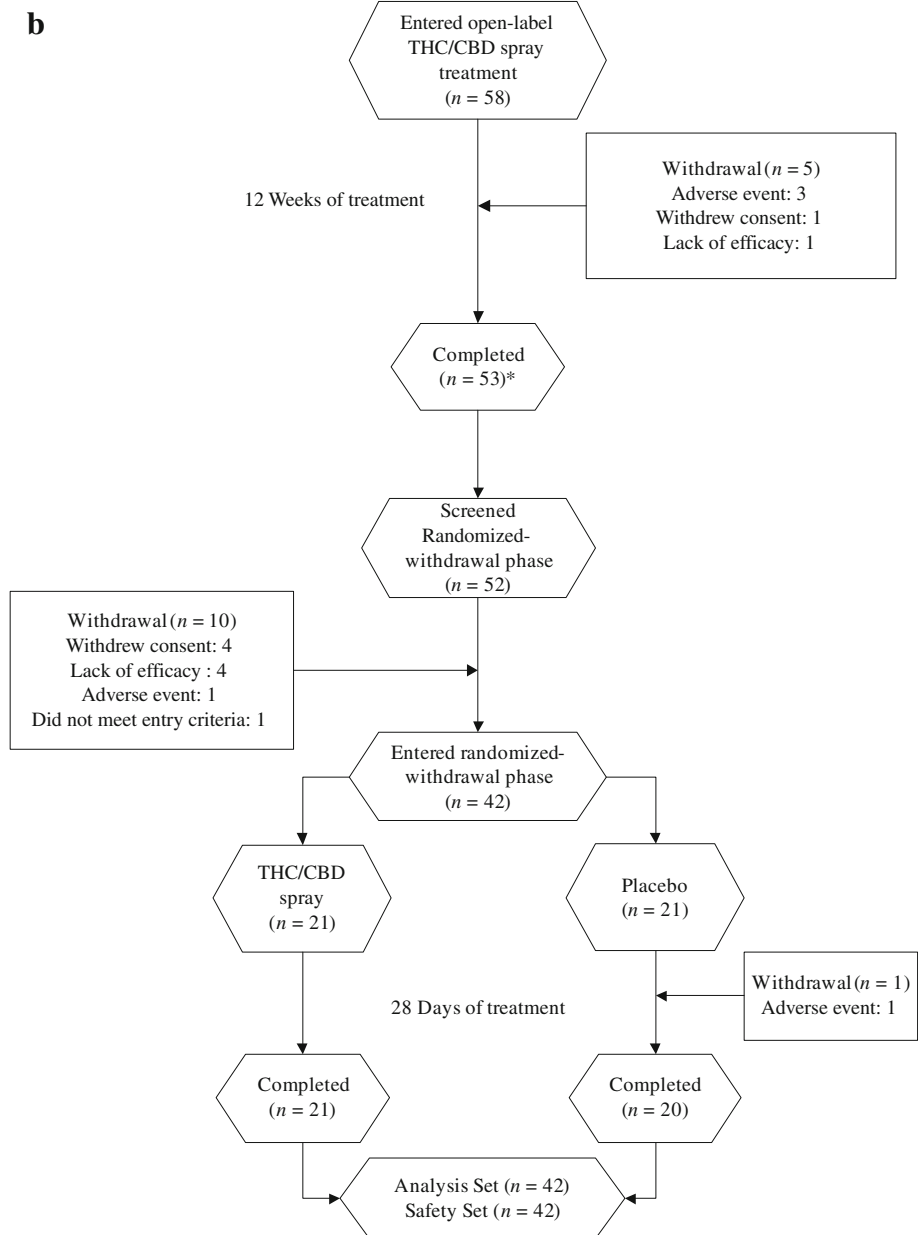 b
Entered open-label
THC/CBD spray
treatment
(n = 58)
12 Weeks of treatment
Withdrawal (n = 5)
Adverse event: 3
Withdrew consent: 1
Lack of efficacy: 1
Completed
(n = 53)*
Screened
Randomized-
withdrawal phase
(n = 52)
Withdrawal (n = 10)
Withdrew consent: 4
Lack of efficacy : 4
Adverse event: 1
Did not meet entry criteria: 1
Entered randomized-
withdrawal phase
(n = 42)
THC/CBD
spray
(n = 21)
Placebo
(n = 21)
28 Days of treatment
Withdrawal (n = 1)
Adverse event: 1
Completed
(n = 21)
Completed
(n = 20)
Analysis Set (n = 42)
Safety Set (n = 42)